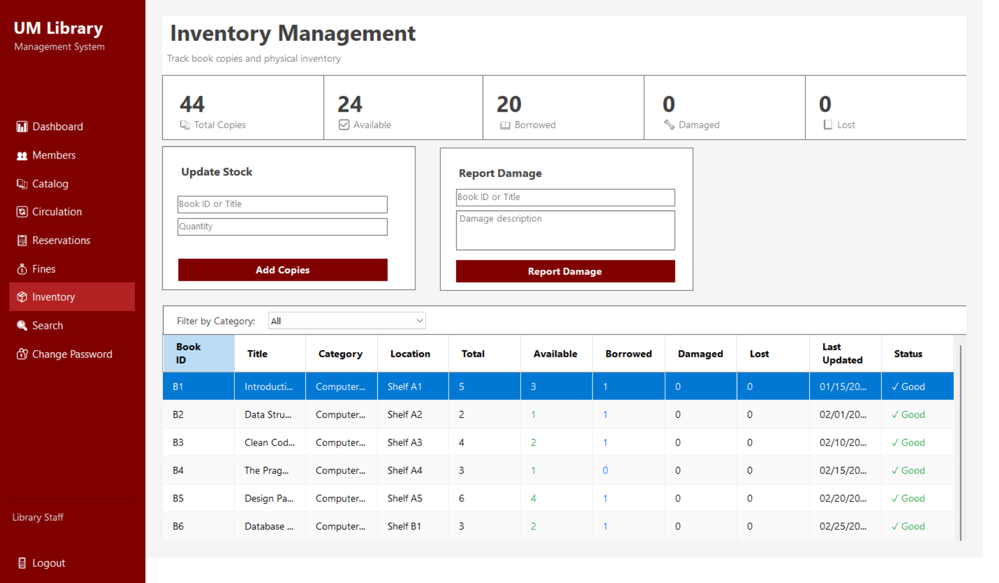 UM Library
Management System
Dashboard
Members
Catalog
Circulation
Reservations
Fines
Inventory
Search
Change Password
Library Staff
Logout
Inventory Management
Track book copies and physical inventory
44 24 20 0 0
Total Copies Available Borrowed Damaged Lost
Update Stock
Book ID or Title
Quantity
Add Copies
Report Damage
Book ID or Title
Damage description
Report Damage
Filter by Category: All
Book ID Title Category Location Total Available Borrowed Damaged Lost Last Updated Status
B1 Introducti... Computer... Shelf A1 5 3 1 0 0 01/15/20... ✓ Good
B2 Data Stru... Computer... Shelf A2 2 1 1 0 0 02/01/20... ✓ Good
B3 Clean Cod... Computer... Shelf A3 4 2 1 0 0 02/10/20... ✓ Good
B4 The Prag... Computer... Shelf A4 3 1 0 0 0 02/15/20... ✓ Good
B5 Design Pa... Computer... Shelf A5 6 4 1 0 0 02/20/20... ✓ Good
B6 Database ... Computer... Shelf B1 3 2 1 0 0 02/25/20... ✓ Good